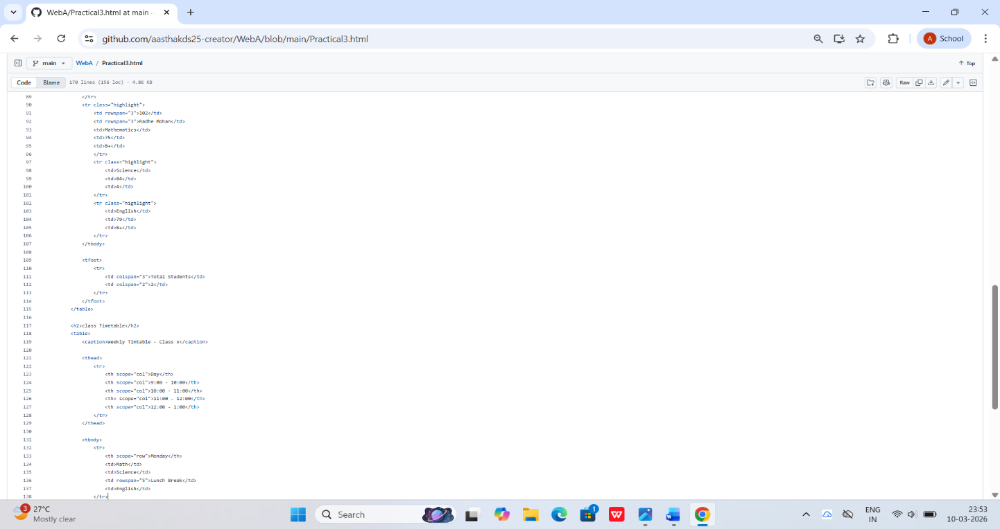 WebA/Practical3.html at main ·
github.com/aasthakds25-creator/WebA/blob/main/Practical3.html
A School
main WebA / Practical3.html Top
Code Blame 170 lines (156 loc) · 4.86 KB Raw
89 </tr>
90 <tr class="highlight">
91 <td rowspan="3">102</td>
92 <td rowspan="3">Radhe Mohan</td>
93 <td>Mathematics</td>
94 <td>75</td>
95 <td>B+</td>
96 </tr>
97 <tr class="highlight">
98 <td>Science</td>
99 <td>84</td>
100 <td>A</td>
101 </tr>
102 <tr class="highlight">
103 <td>English</td>
104 <td>79</td>
105 <td>B+</td>
106 </tr>
107 </tbody>
108
109 <tfoot>
110 <tr>
111 <td colspan="3">Total Students</td>
112 <td colspan="2">2</td>
113 </tr>
114 </tfoot>
115 </table>
116
117 <h2>class Timetable</h2>
118 <table>
119 <caption>Weekly Timtable - Class x</caption>
120
121 <thead>
122 <tr>
123 <th scope="col">Day</th>
124 <th scope="col">9:00 - 10:00</th>
125 <th scope="col">10:00 - 11:00</th>
126 <th> scope="col">11:00 - 12:00</th>
127 <th scope="col">12:00 - 1:00</th>
128 </tr>
129 </thead>
130
131 <tbody>
132 <tr>
133 <th scope="row">Monday</th>
134 <td>Math</td>
135 <td>Science</td>
136 <td rowspan="5">Lunch Break</td>
137 <td>English</td>
138 </tr>
3 27°C
Mostly clear
Search
1
W
W
ENG
IN
23:53
10-03-2026